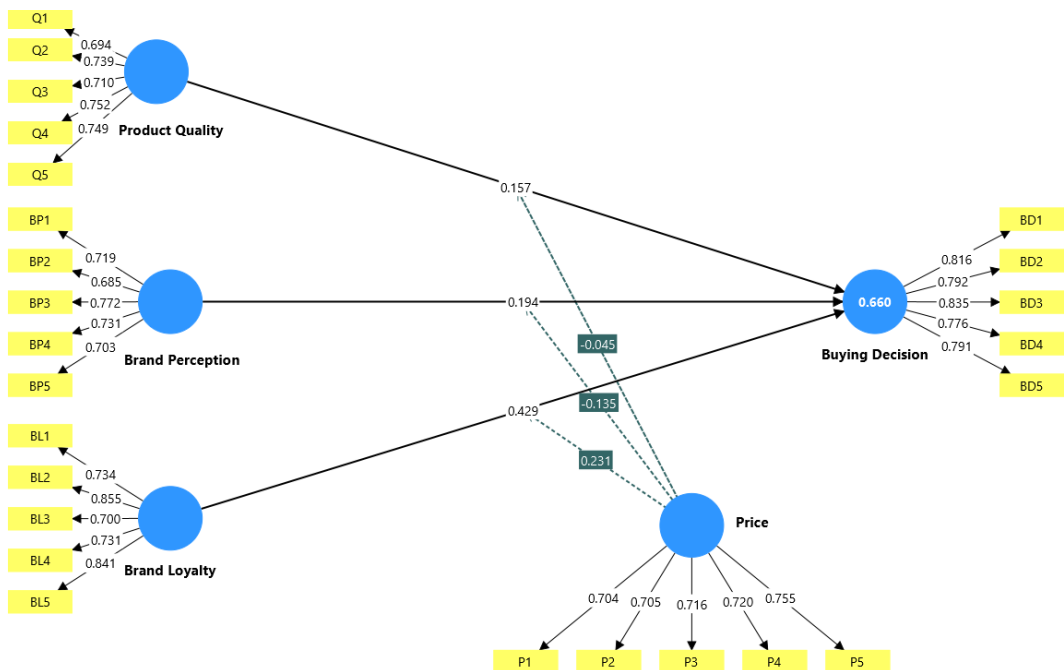 Q1
Q2
Q3
Q4
Q5
0.694
0.739
0.710
0.752
0.749
Product Quality
BP1
BP2
BP3
BP4
BP5
0.719
0.685
0.772
0.731
0.703
Brand Perception
BL1
BL2
BL3
BL4
BL5
0.734
0.855
0.700
0.731
0.841
Brand Loyalty
0.157
0.194
0.429
-0.045
-0.135
0.231
0.660
Buying Decision
0.816
0.792
0.835
0.776
0.791
BD1
BD2
BD3
BD4
BD5
Price
0.704
0.705
0.716
0.720
0.755
P1
P2
P3
P4
P5